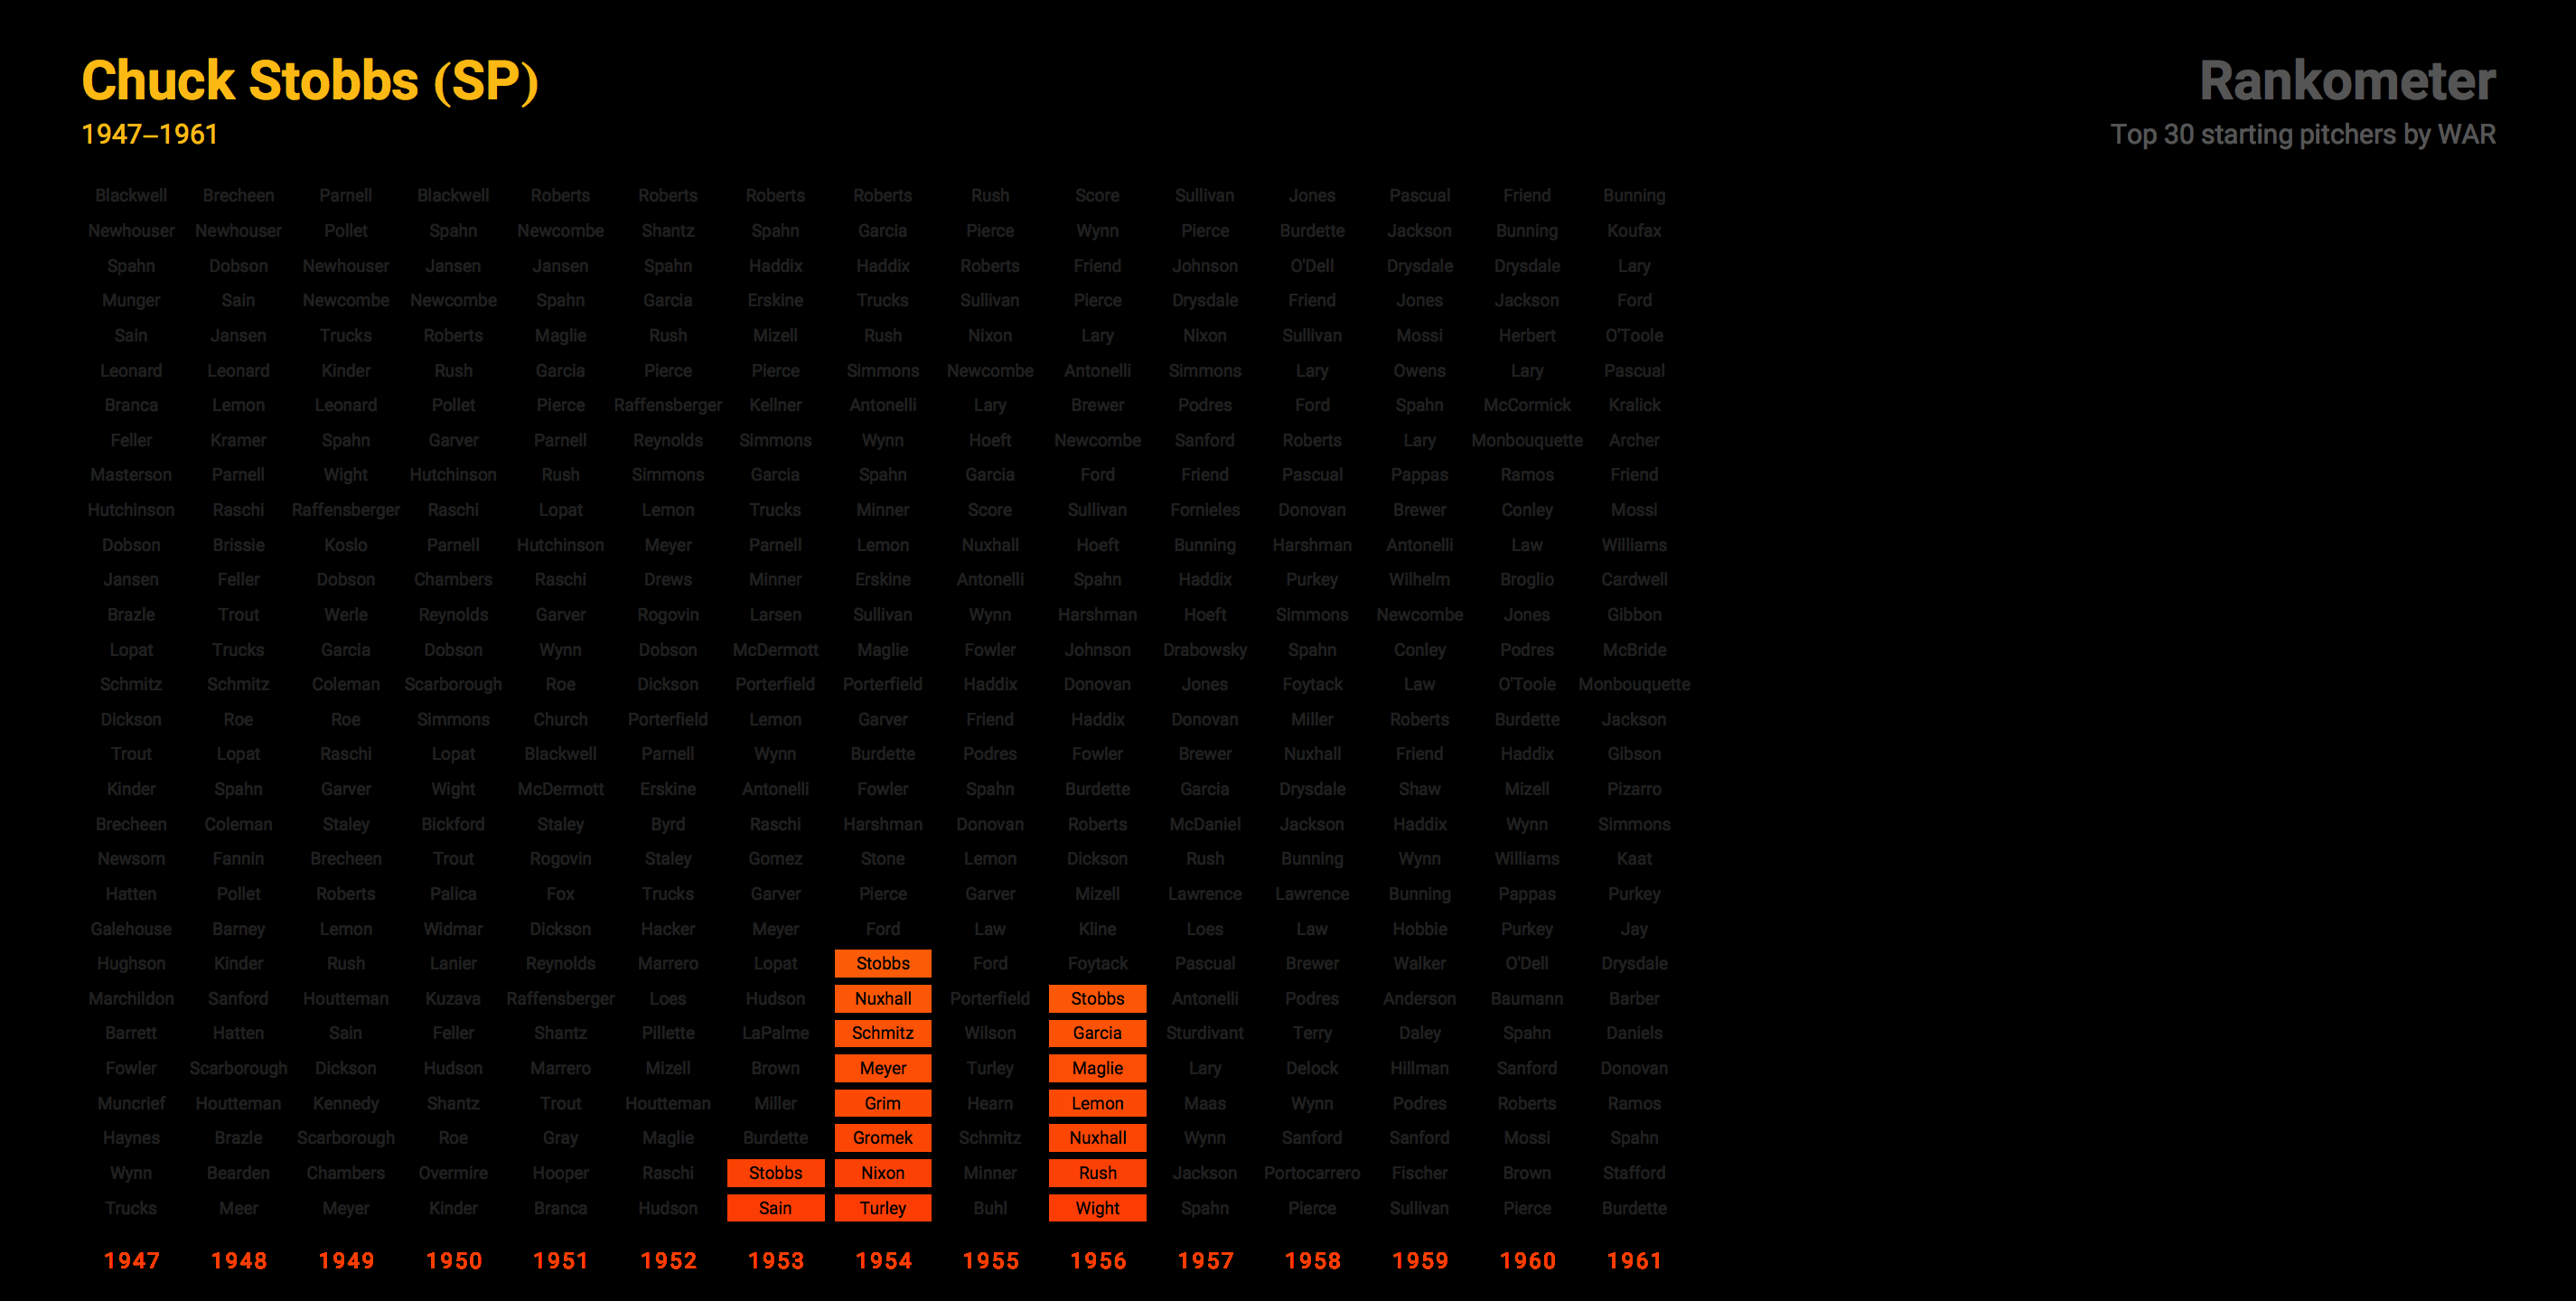 Chuck Stobbs (SP)
1947–1961
Rankometer
Top 30 starting pitchers by WAR
Blackwell Brecheen Parnell Blackwell Roberts Roberts Roberts Roberts Rush Score Sullivan Jones Pascual Friend Bunning
Newhouser Newhouser Pollet Spahn Newcombe Shantz Spahn Garcia Pierce Wynn Pierce Burdette Jackson Bunning Koufax
Spahn Dobson Newhouser Jansen Jansen Spahn Haddix Haddix Roberts Friend Johnson O'Dell Drysdale Drysdale Lary
Munger Sain Newcombe Newcombe Spahn Garcia Erskine Trucks Sullivan Pierce Drysdale Friend Jones Jackson Ford
Sain Jansen Trucks Roberts Maglie Rush Mizell Rush Nixon Lary Nixon Sullivan Mossi Herbert O'Toole
Leonard Leonard Kinder Rush Garcia Pierce Pierce Simmons Newcombe Antonelli Simmons Lary Owens Lary Pascual
Branca Lemon Leonard Pollet Pierce Raffensberger Kellner Antonelli Lary Brewer Podres Ford Spahn McCormick Kralick
Feller Kramer Spahn Garver Parnell Reynolds Simmons Wynn Hoeft Newcombe Sanford Roberts Lary Monbouquette Archer
Masterson Parnell Wight Hutchinson Rush Simmons Garcia Spahn Garcia Ford Friend Pascual Pappas Ramos Friend
Hutchinson Raschi Raffensberger Raschi Lopat Lemon Trucks Minner Score Sullivan Fornieles Donovan Brewer Conley Mossi
Dobson Brissie Koslo Parnell Hutchinson Meyer Parnell Lemon Nuxhall Hoeft Bunning Harshman Antonelli Law Williams
Jansen Feller Dobson Chambers Raschi Drews Minner Erskine Antonelli Spahn Haddix Purkey Wilhelm Broglio Cardwell
Brazle Trout Werle Reynolds Garver Rogovin Larsen Sullivan Wynn Harshman Hoeft Simmons Newcombe Jones Gibbon
Lopat Trucks Garcia Dobson Wynn Dobson McDermott Maglie Fowler Johnson Drabowsky Spahn Conley Podres McBride
Schmitz Schmitz Coleman Scarborough Roe Dickson Porterfield Porterfield Haddix Donovan Jones Foytack Law O'Toole Monbouquette
Dickson Roe Roe Simmons Church Porterfield Lemon Garver Friend Haddix Donovan Miller Roberts Burdette Jackson
Trout Lopat Raschi Lopat Blackwell Parnell Wynn Burdette Podres Fowler Brewer Nuxhall Friend Haddix Gibson
Kinder Spahn Garver Wight McDermott Erskine Antonelli Fowler Spahn Burdette Garcia Drysdale Shaw Mizell Pizarro
Brecheen Coleman Staley Bickford Staley Byrd Raschi Harshman Donovan Roberts McDaniel Jackson Haddix Wynn Simmons
Newsom Fannin Brecheen Trout Rogovin Staley Gomez Stone Lemon Dickson Rush Bunning Wynn Williams Kaat
Hatten Pollet Roberts Palica Fox Trucks Garver Pierce Garver Mizell Lawrence Lawrence Bunning Pappas Purkey
Galehouse Barney Lemon Widmar Dickson Hacker Meyer Ford Law Kline Loes Law Hobbie Purkey Jay
Hughson Kinder Rush Lanier Reynolds Marrero Lopat Stobbs Ford Foytack Pascual Brewer Walker O'Dell Drysdale
Marchildon Sanford Houtteman Kuzava Raffensberger Loes Hudson Nuxhall Porterfield Stobbs Antonelli Podres Anderson Baumann Barber
Barrett Hatten Sain Feller Shantz Pillette LaPalme Schmitz Wilson Garcia Sturdivant Terry Daley Spahn Daniels
Fowler Scarborough Dickson Hudson Marrero Mizell Brown Meyer Turley Maglie Lary Delock Hillman Sanford Donovan
Muncrief Houtteman Kennedy Shantz Trout Houtteman Miller Grim Hearn Lemon Maas Wynn Podres Roberts Ramos
Haynes Brazle Scarborough Roe Gray Maglie Burdette Gromek Schmitz Nuxhall Wynn Sanford Sanford Mossi Spahn
Wynn Bearden Chambers Overmire Hooper Raschi Stobbs Nixon Minner Rush Jackson Portocarrero Fischer Brown Stafford
Trucks Meer Meyer Kinder Branca Hudson Sain Turley Buhl Wight Spahn Pierce Sullivan Pierce Burdette
1947 1948 1949 1950 1951 1952 1953 1954 1955 1956 1957 1958 1959 1960 1961